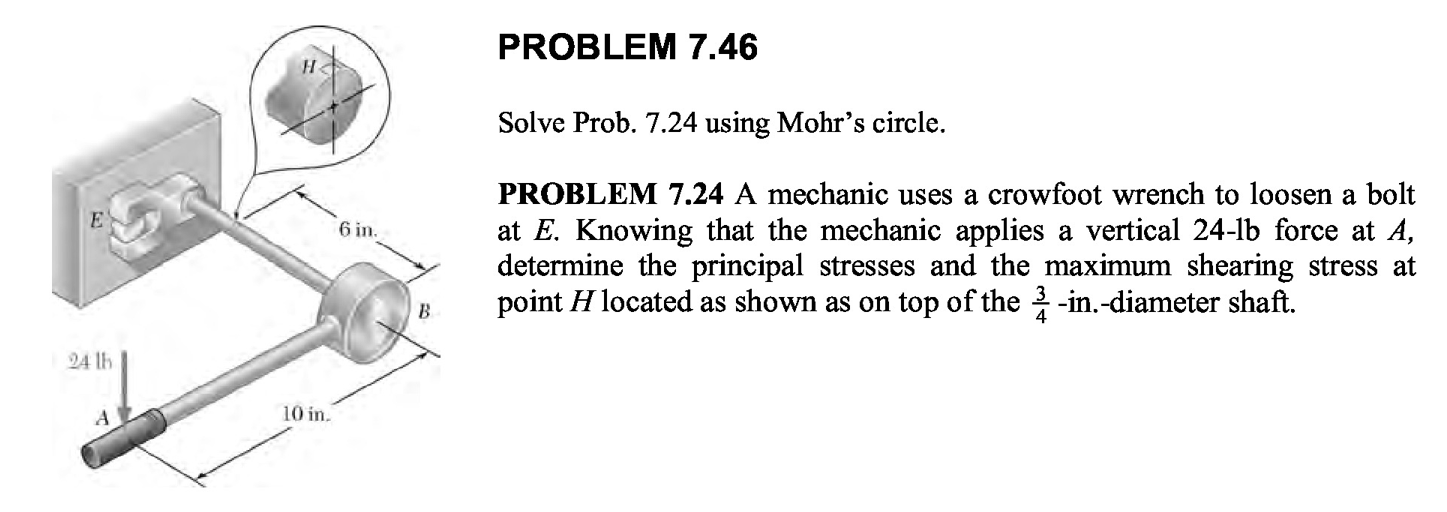 PROBLEM 7.46
Solve Prob. 7.24 using Mohr’s circle.
PROBLEM 7.24 A mechanic uses a crowfoot wrench to loosen a bolt
at E. Knowing that the mechanic applies a vertical 24-lb force at A,
determine the principal stresses and the maximum shearing stress at
point H located as shown as on top of the 3/4 -in.-diameter shaft.
H
E
6 in.
B
24 lb
A
10 in.